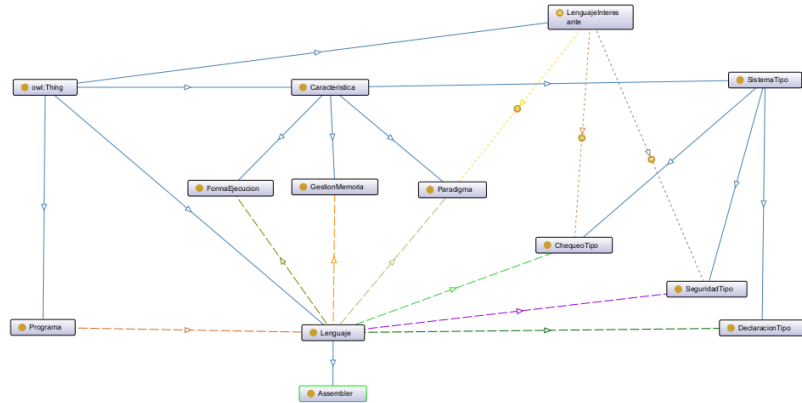 LenguajeInteres
ante
owl:Thing
Caracteristica
SistemaTipo
FormaEjecucion
GestionMemoria
Paradigma
ChequeoTipo
SeguridadTipo
Programa
Lenguaje
DeclaracionTipo
Assembler